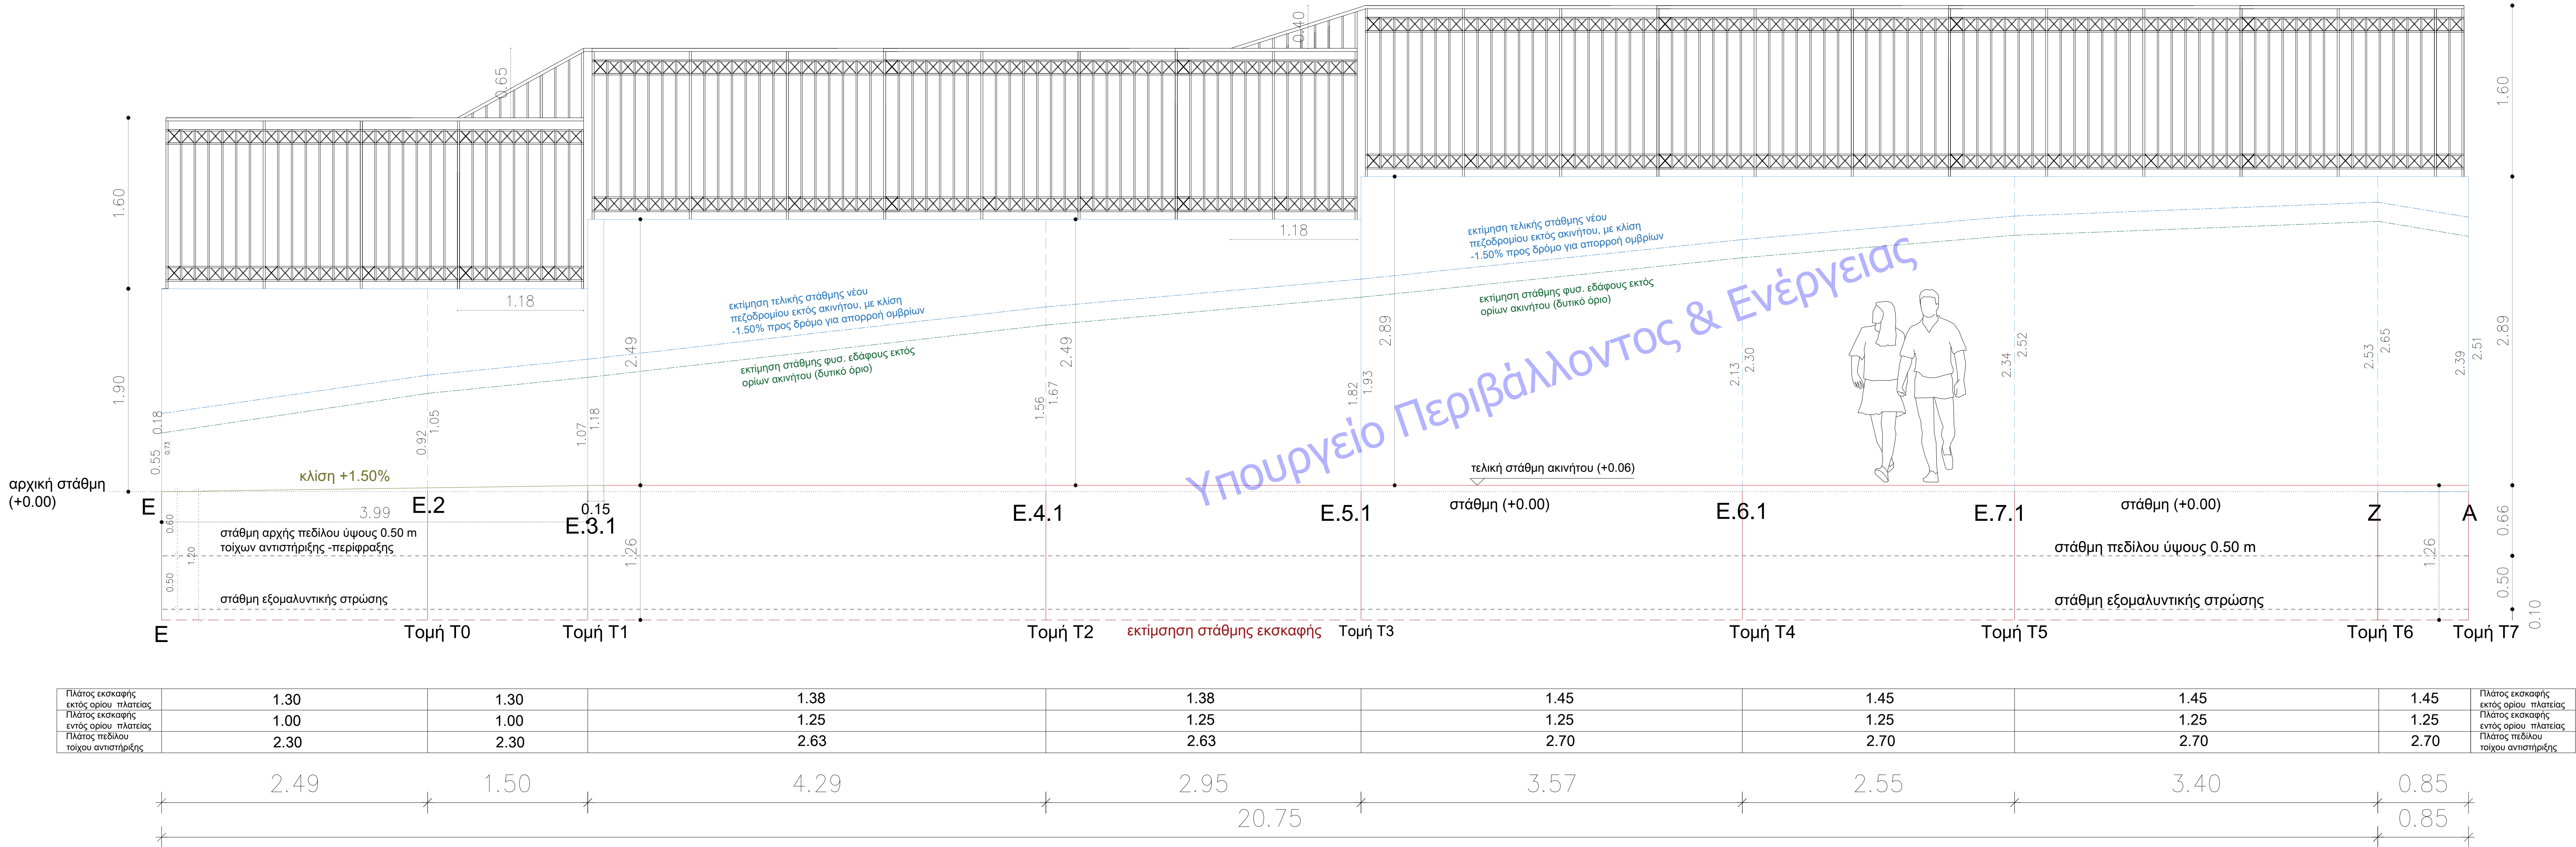 0.40
0.65
1.60
1.60
1.18
1.18
εκτίμηση τελικής στάθμης νέου
πεζοδρομίου εκτός ακινήτου, με κλίση
-1.50% προς δρόμο για απορροή ομβρίων
εκτίμηση στάθμης φυσ. εδάφους εκτός
ορίων ακινήτου (δυτικό όριο)
εκτίμηση τελικής στάθμης νέου
πεζοδρομίου εκτός ακινήτου, με κλίση
-1.50% προς δρόμο για απορροή ομβρίων
εκτίμηση στάθμης φυσ. εδάφους εκτός
ορίων ακινήτου (δυτικό όριο)
Υπουργείο Περιβάλλοντος & Ενέργειας
1.90
2.49
2.49
2.89
2.89
0.18
0.55
0.73
0.92
1.05
1.07
1.18
1.56
1.67
1.82
1.93
2.13
2.30
2.34
2.52
2.53
2.65
2.39
2.51
κλίση +1.50%
τελική στάθμη ακινήτου (+0.06)
αρχική στάθμη
(+0.00)
E
E.2
E.3.1
E.4.1
E.5.1
E.6.1
E.7.1
Z
A
3.99
0.15
στάθμη (+0.00)
στάθμη (+0.00)
0.60
1.20
0.50
1.26
1.26
0.66
0.50
0.10
στάθμη αρχής πεδίλου ύψους 0.50 m
τοίχων αντιστήριξης -περίφραξης
στάθμη πεδίλου ύψους 0.50 m
στάθμη εξομαλυντικής στρώσης
στάθμη εξομαλυντικής στρώσης
E
Τομή Τ0
Τομή Τ1
Τομή Τ2
εκτίμσηση στάθμης εκσκαφής
Τομή Τ3
Τομή Τ4
Τομή Τ5
Τομή Τ6
Τομή Τ7
Πλάτος εκσκαφής
εκτός ορίου πλατείας
1.30 1.30 1.38 1.38 1.45 1.45 1.45 1.45
Πλάτος εκσκαφής
εκτός ορίου πλατείας
Πλάτος εκσκαφής
εντός ορίου πλατείας
1.00 1.00 1.25 1.25 1.25 1.25 1.25 1.25
Πλάτος εκσκαφής
εντός ορίου πλατείας
Πλάτος πεδίλου
τοίχου αντιστήριξης
2.30 2.30 2.63 2.63 2.70 2.70 2.70 2.70
Πλάτος πεδίλου
τοίχου αντιστήριξης
2.49 1.50 4.29 2.95 3.57 2.55 3.40 0.85
20.75 0.85